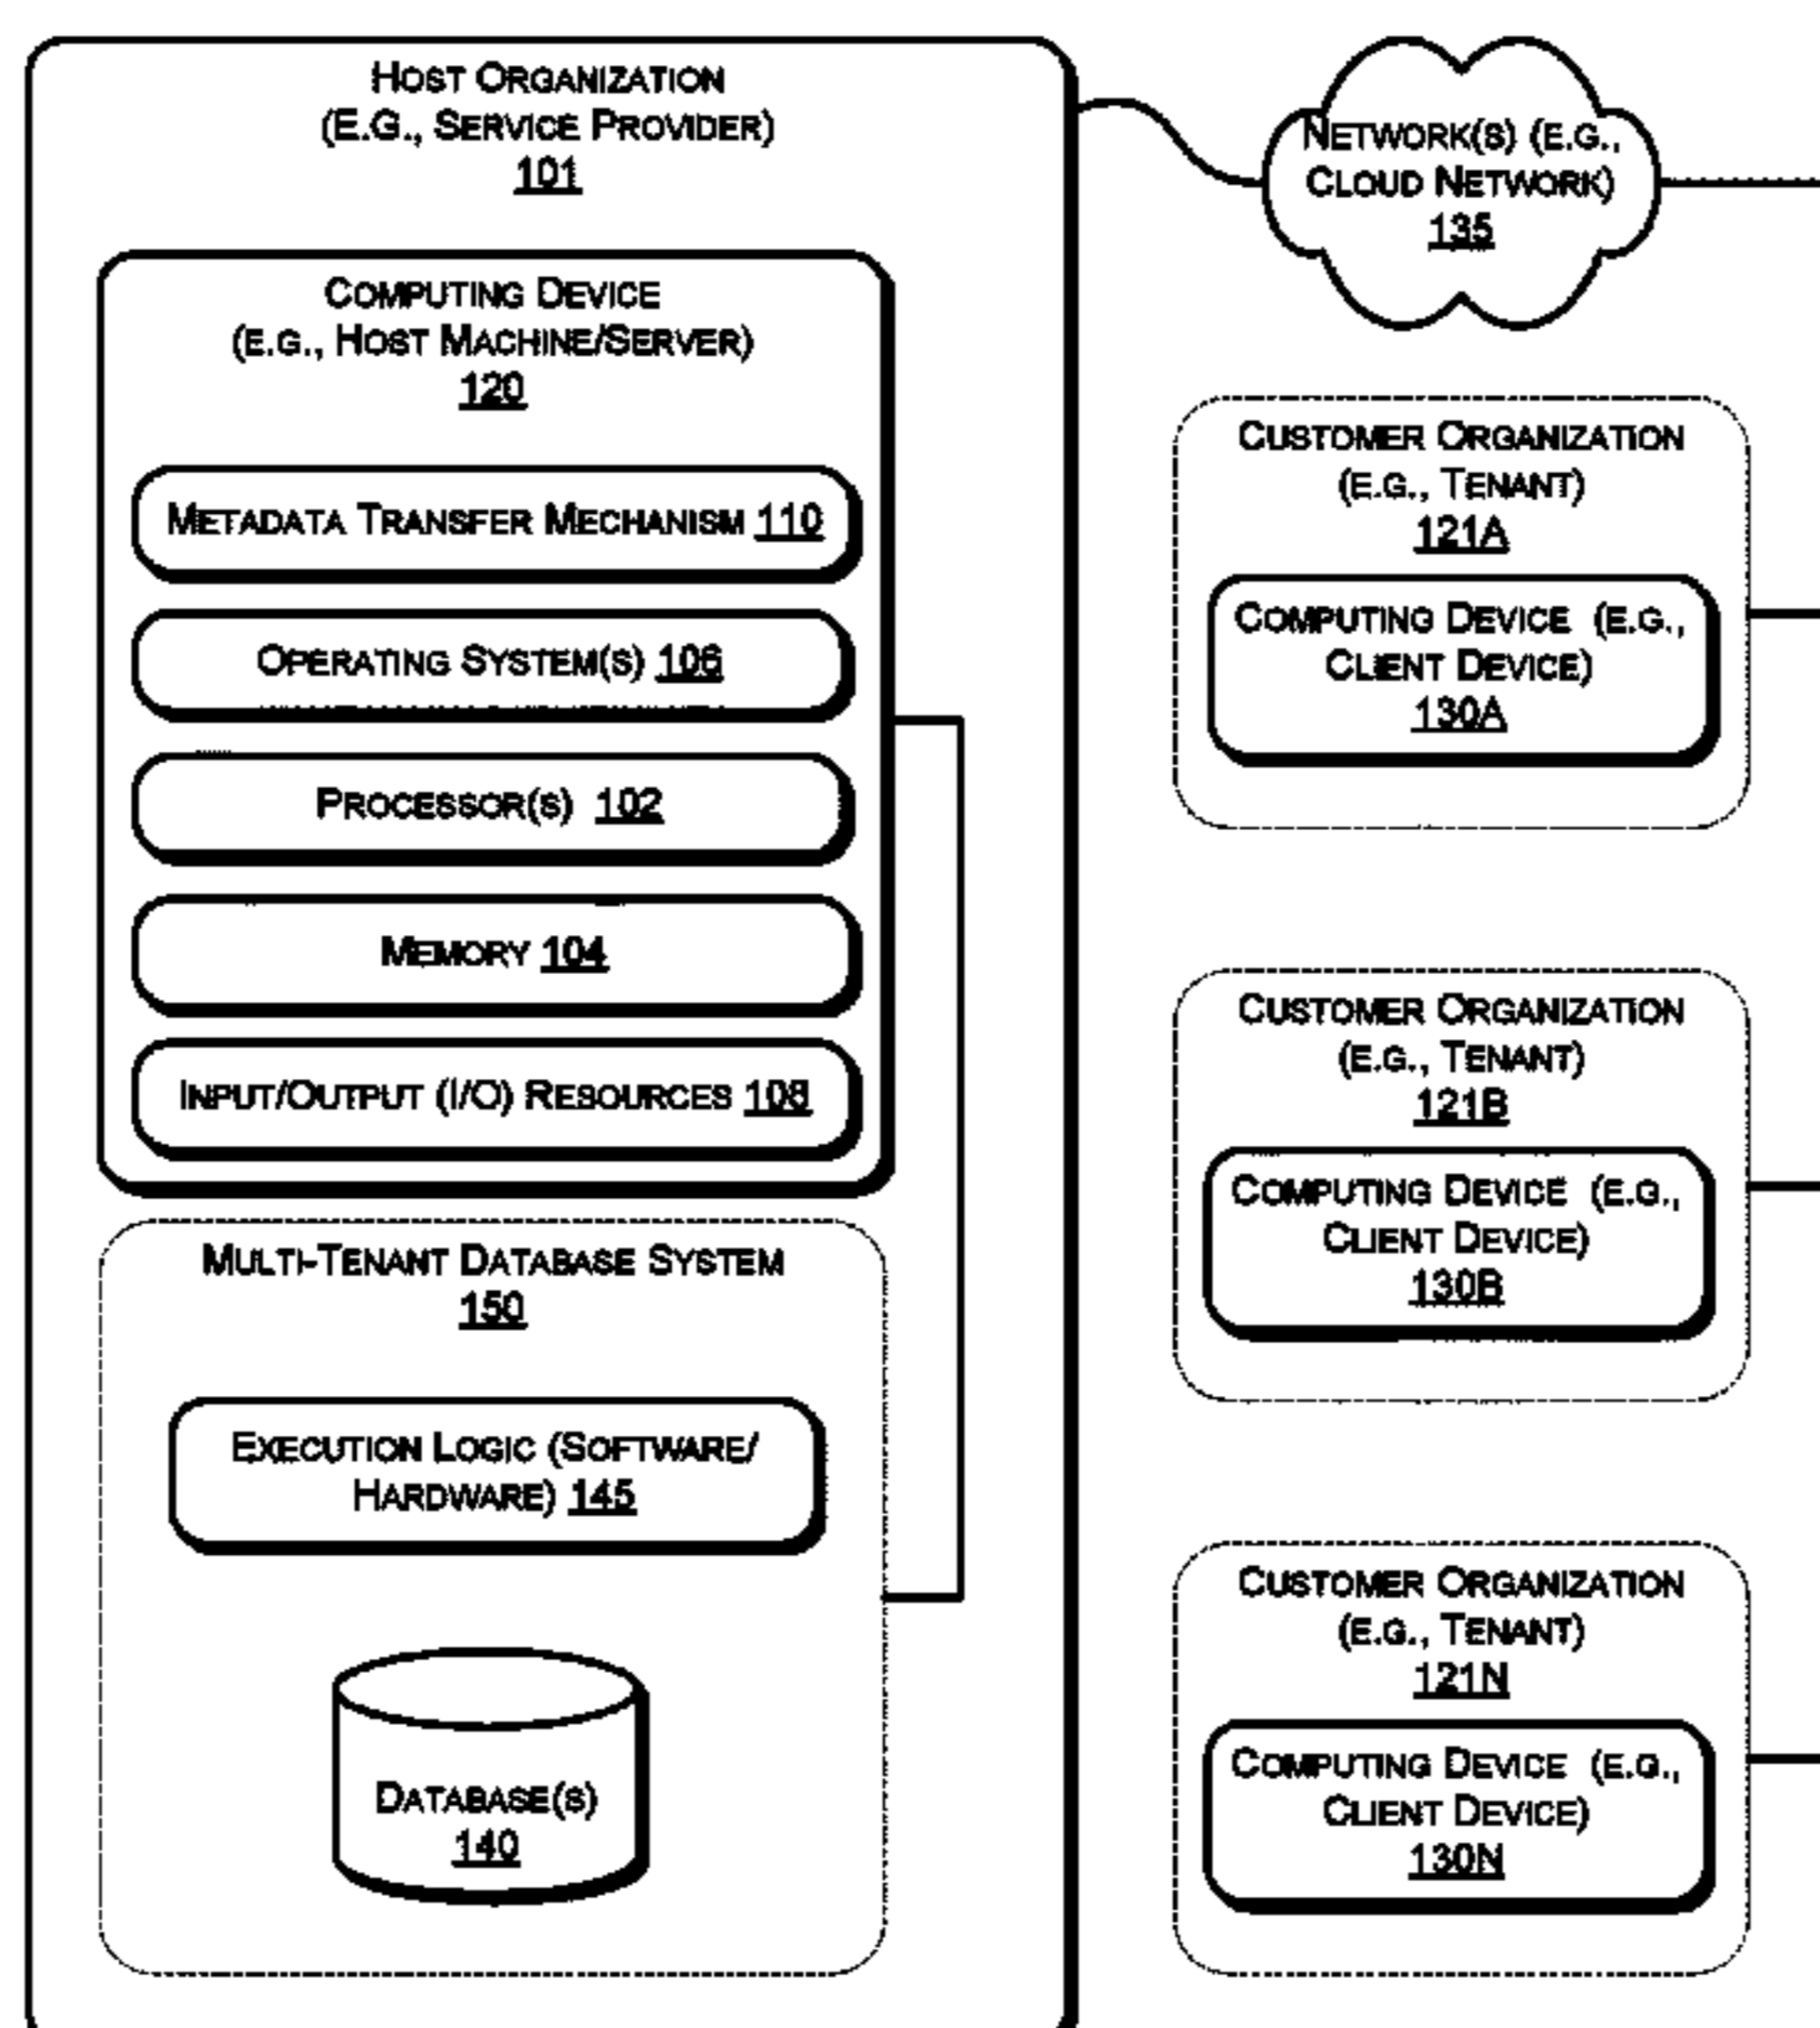 HOST ORGANIZATION
(E.G., SERVICE PROVIDER)
101
COMPUTING DEVICE
(E.G., HOST MACHINE/SERVER)
120
METADATA TRANSFER MECHANISM 110
OPERATING SYSTEM(S) 106
PROCESSOR(S) 102
MEMORY 104
INPUT/OUTPUT (I/O) RESOURCES 108
MULTI-TENANT DATABASE SYSTEM
150
EXECUTION LOGIC (SOFTWARE/
HARDWARE) 145
DATABASE(S)
140
NETWORK(S) (E.G.,
CLOUD NETWORK)
135
CUSTOMER ORGANIZATION
(E.G., TENANT)
121A
COMPUTING DEVICE (E.G.,
CLIENT DEVICE)
130A
CUSTOMER ORGANIZATION
(E.G., TENANT)
121B
COMPUTING DEVICE (E.G.,
CLIENT DEVICE)
130B
CUSTOMER ORGANIZATION
(E.G., TENANT)
121N
COMPUTING DEVICE (E.G.,
CLIENT DEVICE)
130N